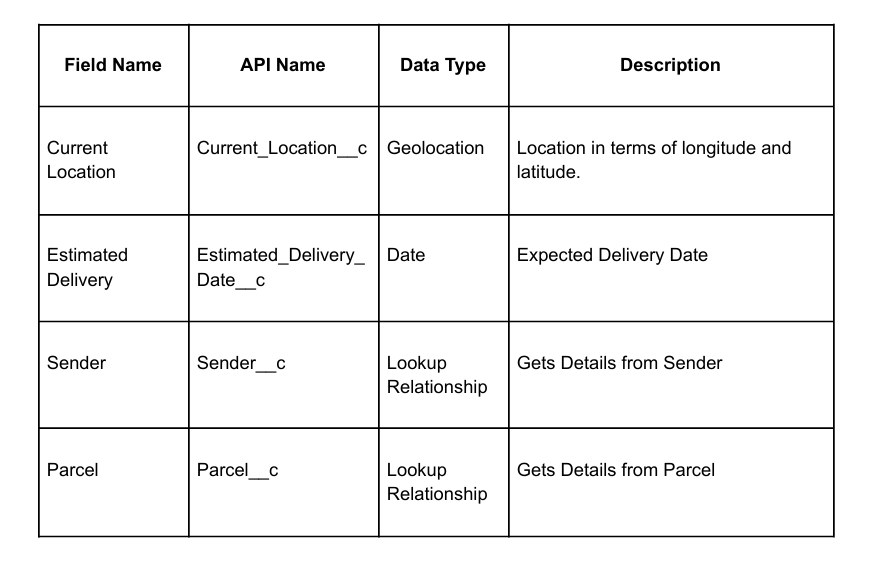 Field Name API Name Data Type Description
Current Location Current_Location__c Geolocation Location in terms of longitude and latitude.
Estimated Delivery Estimated_Delivery_Date__c Date Expected Delivery Date
Sender Sender__c Lookup Relationship Gets Details from Sender
Parcel Parcel__c Lookup Relationship Gets Details from Parcel